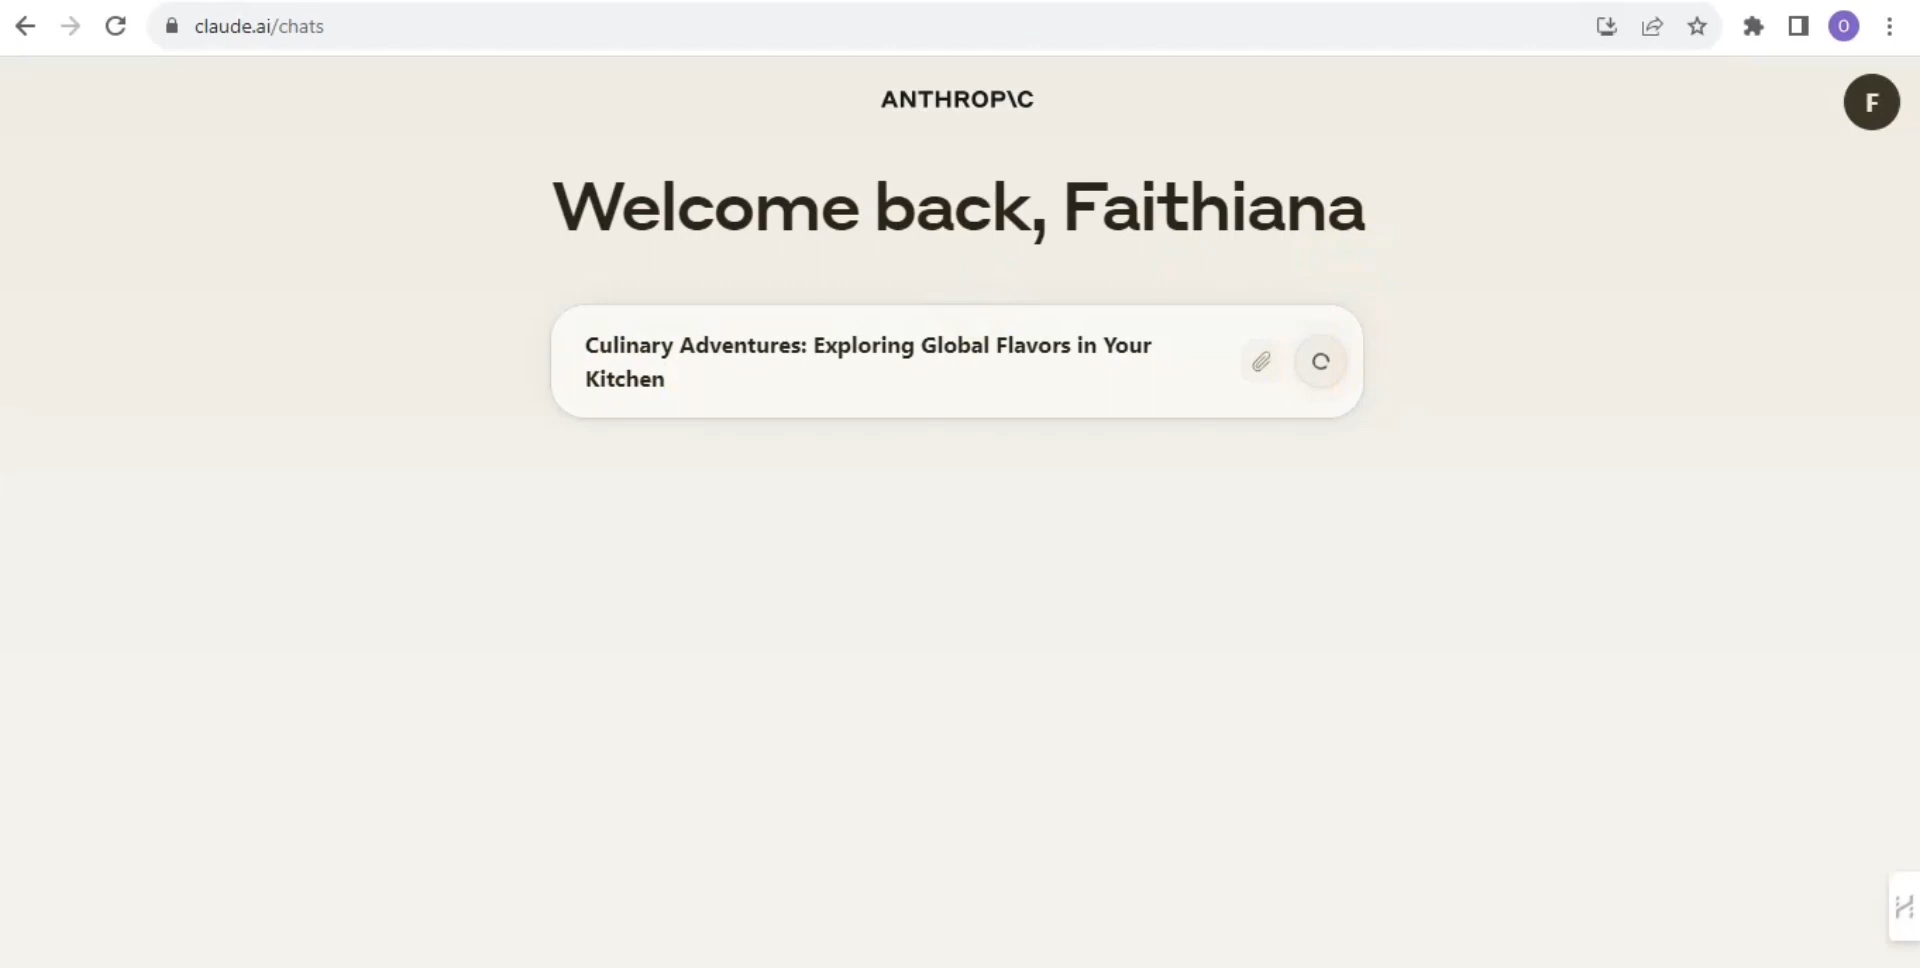 claude.ai/chats
O
ANTHROP\C
F
Welcome back, Faithiana
Culinary Adventures: Exploring Global Flavors in Your
Kitchen